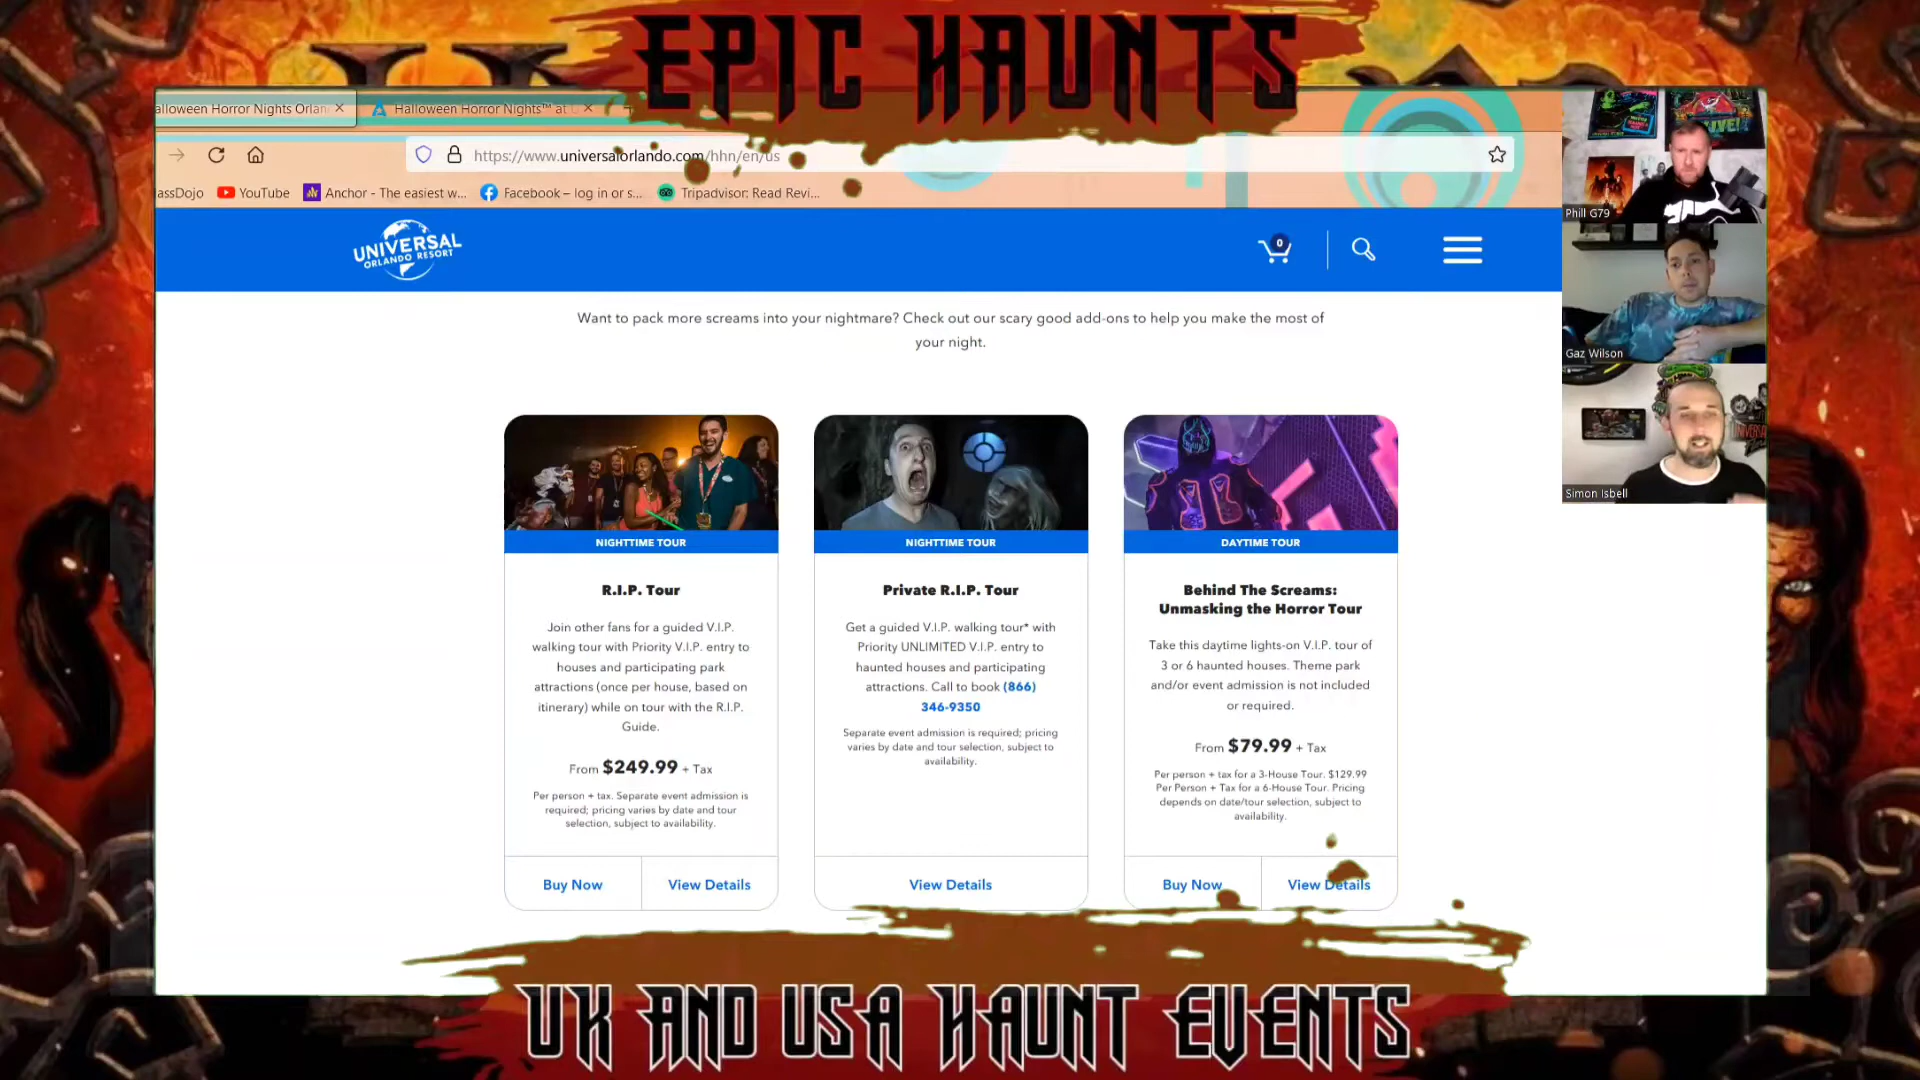 EPIC HAUNTS
alloween Horror Nights Orlan
Halloween Horror Nights™ at
https://www.universalorlando.com/hhn/en/us
assDojo
YouTube
Anchor - The easiest w...
Facebook – log in or s...
Tripadvisor: Read Revi...
UNIVERSAL
ORLANDO RESORT
0
Phill G79
Gaz Wilson
Simon Isbell
Want to pack more screams into your nightmare? Check out our scary good add-ons to help you make the most of
your night.
NIGHTTIME TOUR
R.I.P. Tour
Join other fans for a guided V.I.P.
walking tour with Priority V.I.P. entry to
houses and participating park
attractions (once per house, based on
itinerary) while on tour with the R.I.P.
Guide.
From $249.99 + Tax
Per person + tax. Separate event admission is
required; pricing varies by date and tour
selection, subject to availability.
Buy Now
View Details
NIGHTTIME TOUR
Private R.I.P. Tour
Get a guided V.I.P. walking tour* with
Priority UNLIMITED V.I.P. entry to
haunted houses and participating
attractions. Call to book (866)
346-9350
Separate event admission is required; pricing
varies by date and tour selection, subject to
availability.
View Details
DAYTIME TOUR
Behind The Screams:
Unmasking the Horror Tour
Take this daytime lights-on V.I.P. tour of
3 or 6 haunted houses. Theme park
and/or event admission is not included
or required.
From $79.99 + Tax
Per person + tax for a 3-House Tour. $129.99
Per Person + Tax for a 6-House Tour. Pricing
depends on date/tour selection, subject to
availability.
Buy Now
View Details
UK AND USA HAUNT EVENTS